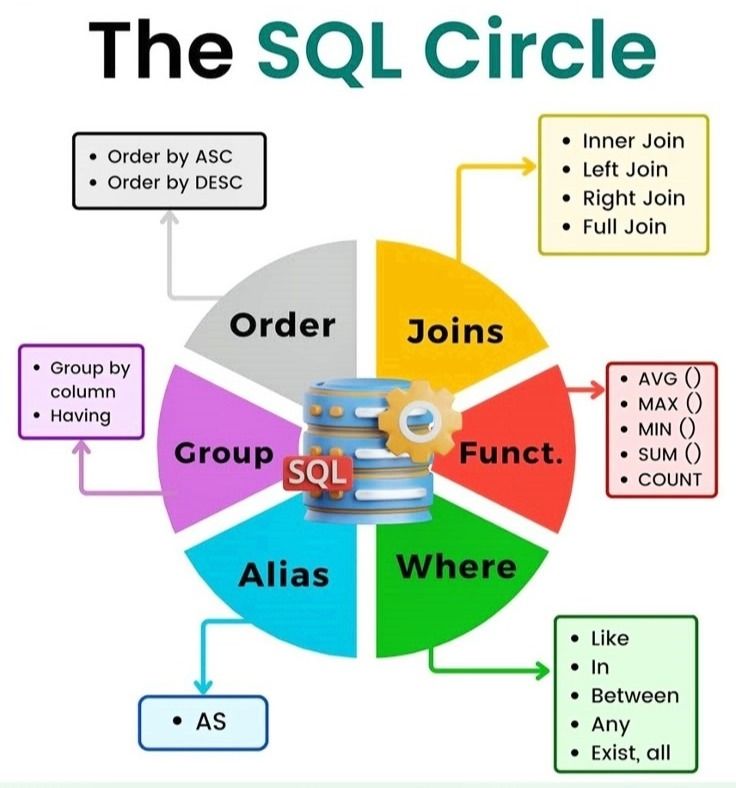 The SQL Circle
• Order by ASC
• Order by DESC
• Inner Join
• Left Join
• Right Join
• Full Join
Order
Joins
• Group by
column
• Having
• AVG ()
• MAX ()
• MIN ()
• SUM ()
• COUNT
Group
SQL
Funct.
Alias
Where
• AS
• Like
• In
• Between
• Any
• Exist, all